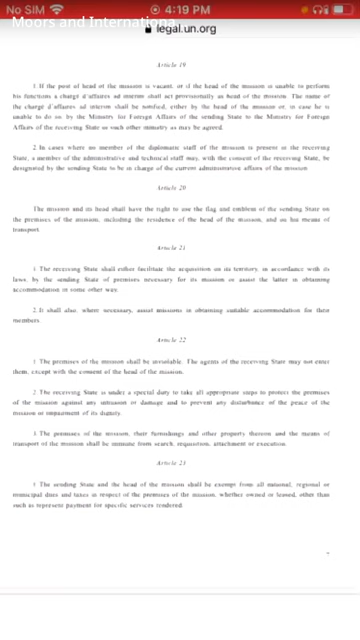 No SIM 4:19 PM
Moors and Internationa
legal.un.org
Article 19
1. If the post of head of the mission is vacant, or if the head of the mission is unable to perform
his functions a chargé d'affaires ad interim shall act provisionally as head of the mission. The name of
the chargé d'affaires ad interim shall be notified, either by the head of the mission or, in case he is
unable to do so, by the Ministry for Foreign Affairs of the sending State to the Ministry for Foreign
Affairs of the receiving State or such other ministry as may be agreed.
2. In cases where no member of the diplomatic staff of the mission is present in the receiving
State, a member of the administrative and technical staff may, with the consent of the receiving State, be
designated by the sending State to be in charge of the current administrative affairs of the mission.
Article 20
The mission and its head shall have the right to use the flag and emblem of the sending State on
the premises of the mission, including the residence of the head of the mission, and on his means of
transport.
Article 21
1. The receiving State shall either facilitate the acquisition on its territory, in accordance with its
laws, by the sending State of premises necessary for its mission or assist the latter in obtaining
accommodation in some other way.
2. It shall also, where necessary, assist missions in obtaining suitable accommodation for their
members.
Article 22
1. The premises of the mission shall be inviolable. The agents of the receiving State may not enter
them, except with the consent of the head of the mission.
2. The receiving State is under a special duty to take all appropriate steps to protect the premises
of the mission against any intrusion or damage and to prevent any disturbance of the peace of the
mission or impairment of its dignity.
3. The premises of the mission, their furnishings and other property thereon and the means of
transport of the mission shall be immune from search, requisition, attachment or execution.
Article 23
1. The sending State and the head of the mission shall be exempt from all national, regional or
municipal dues and taxes in respect of the premises of the mission, whether owned or leased, other than
such as represent payment for specific services rendered.